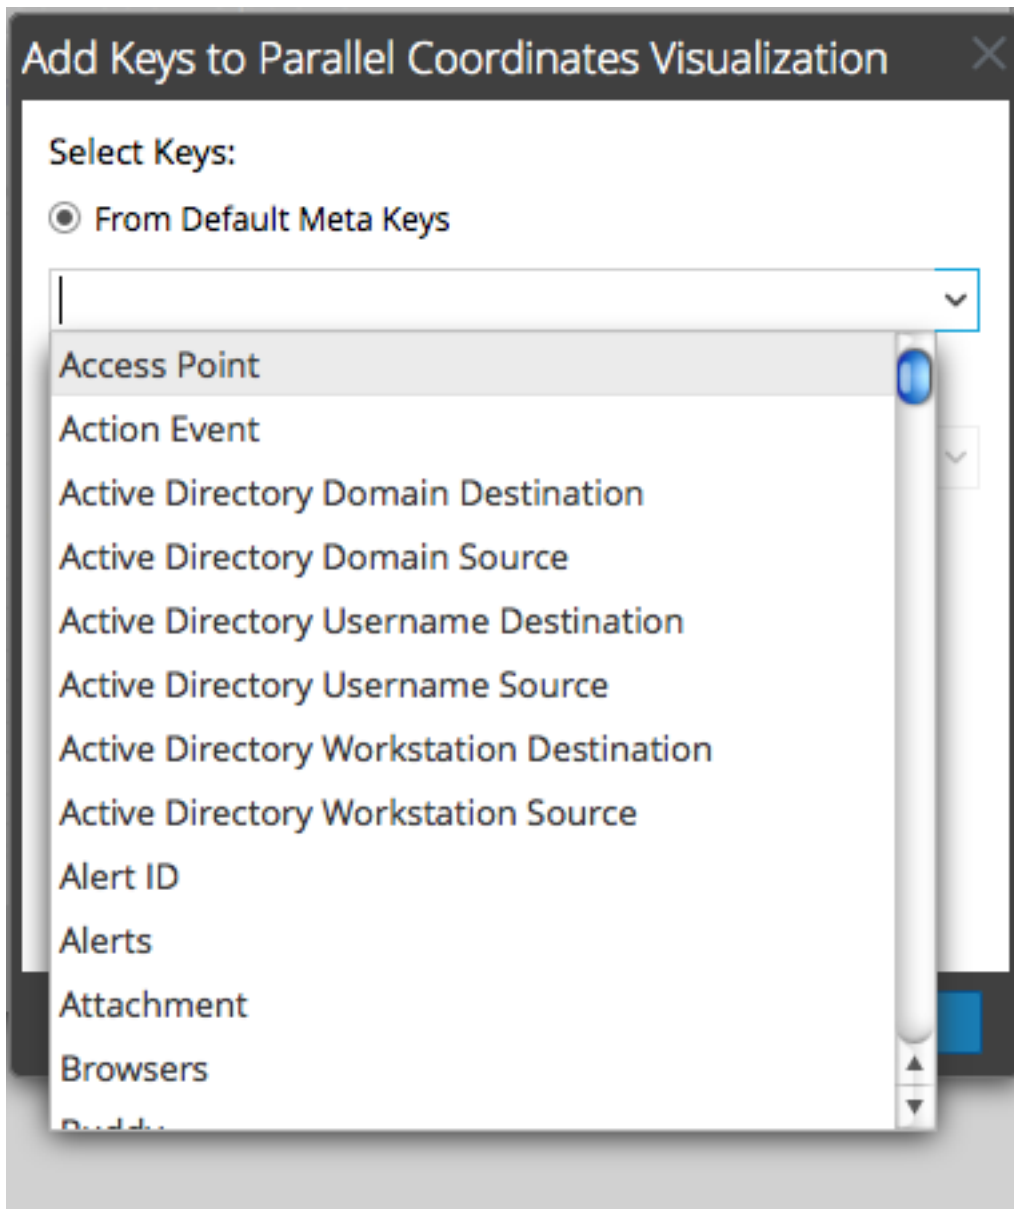 Add Keys to Parallel Coordinates Visualization
Select Keys:
From Default Meta Keys
Access Point
Action Event
Active Directory Domain Destination
Active Directory Domain Source
Active Directory Username Destination
Active Directory Username Source
Active Directory Workstation Destination
Active Directory Workstation Source
Alert ID
Alerts
Attachment
Browsers
Buddy